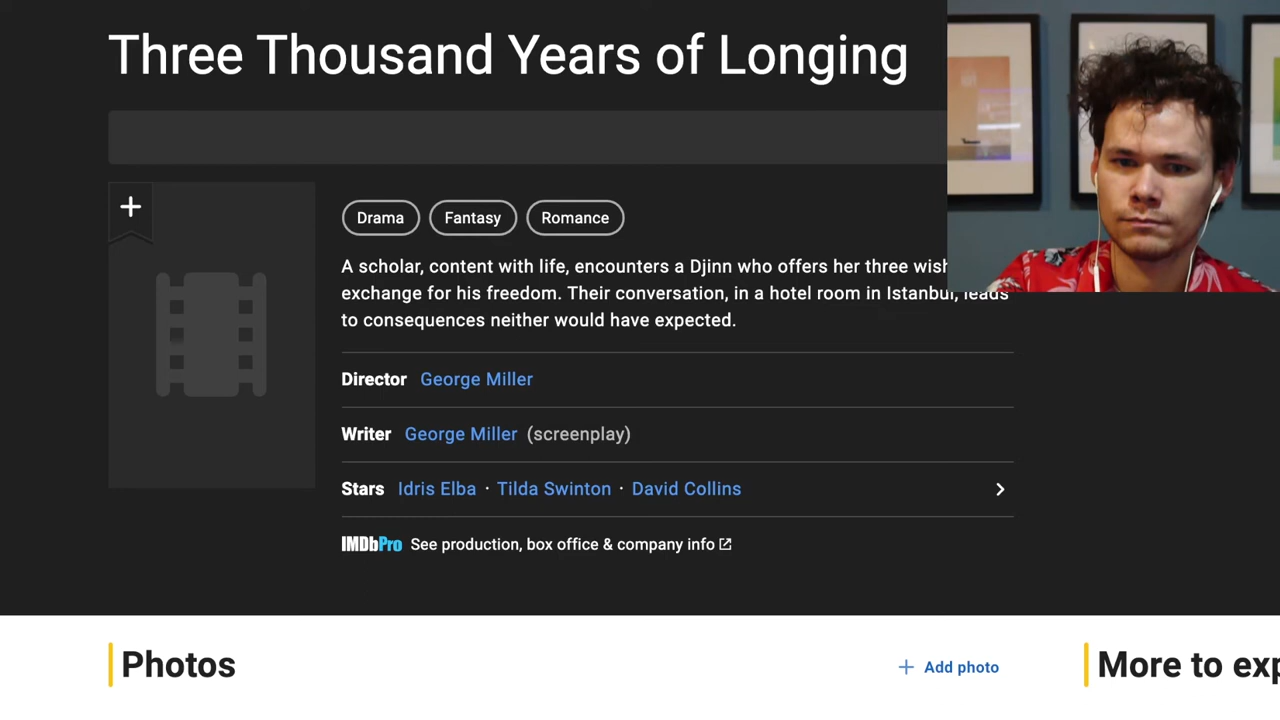 Three Thousand Years of Longing
Drama
Fantasy
Romance
A scholar, content with life, encounters a Djinn who offers her three wish
exchange for his freedom. Their conversation, in a hotel room in Istanbul, leads
to consequences neither would have expected.
Director George Miller
Writer George Miller (screenplay)
Stars Idris Elba · Tilda Swinton · David Collins
IMDbPro See production, box office & company info
Photos
+ Add photo
More to exp